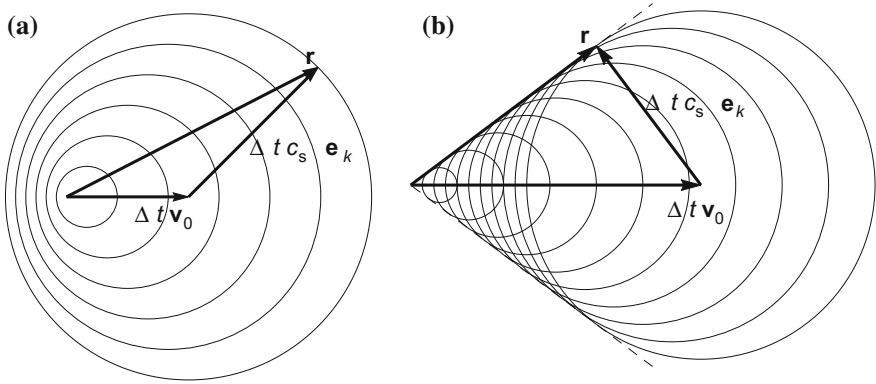 (a)
r
Δ t c_s e_k
Δ t v_0
(b)
r
Δ t c_s e_k
Δ t v_0